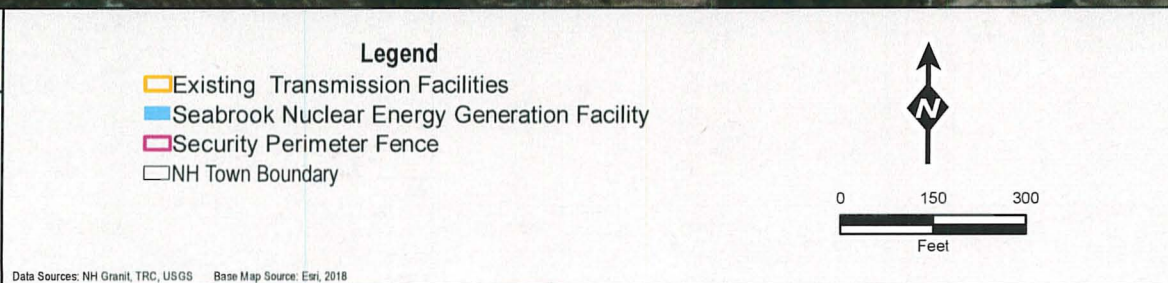 Legend
Existing Transmission Facilities
Seabrook Nuclear Energy Generation Facility
Security Perimeter Fence
NH Town Boundary
N
0 150 300
Feet
Data Sources: NH Granit, TRC, USGS Base Map Source: Esri, 2018